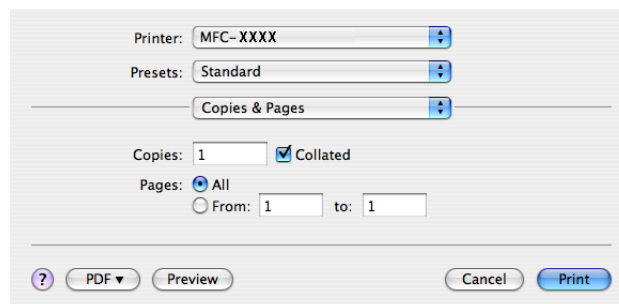 Printer: MFC-XXXX
Presets: Standard
Copies & Pages
Copies: 1 Collated
Pages: All
From: 1 to: 1
? PDF ▼ Preview Cancel Print